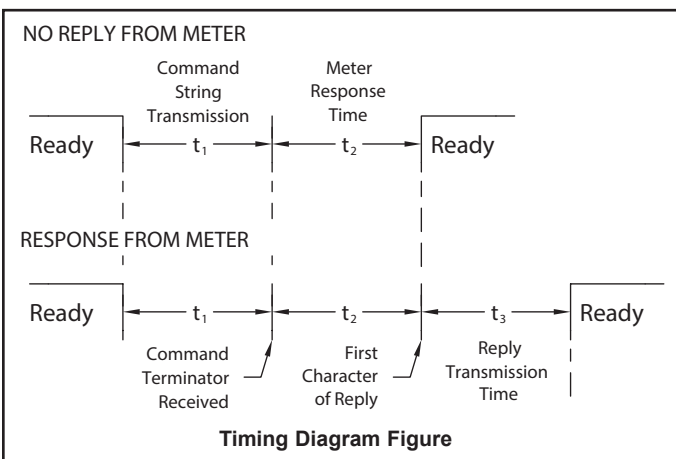 NO REPLY FROM METER
Command
String
Transmission
Meter
Response
Time
Ready
t₁
t₂
Ready
RESPONSE FROM METER
Ready
t₁
t₂
t₃
Ready
Command
Terminator
Received
First
Character
of Reply
Reply
Transmission
Time
Timing Diagram Figure